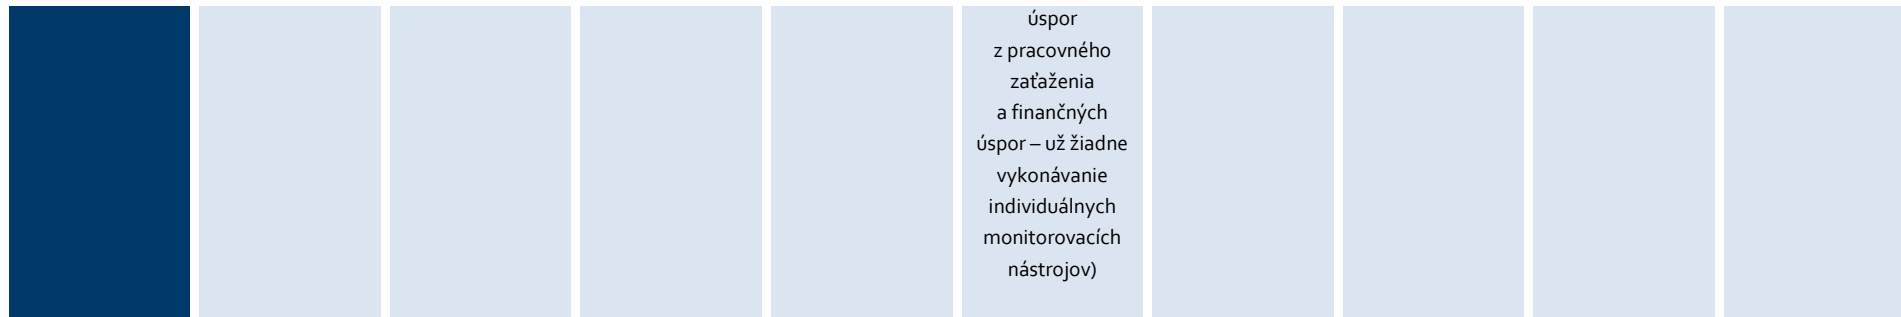 úspor
z pracovného
zaťaženia
a finančných
úspor – už žiadne
vykonávanie
individuálnych
monitorovacích
nástrojov)